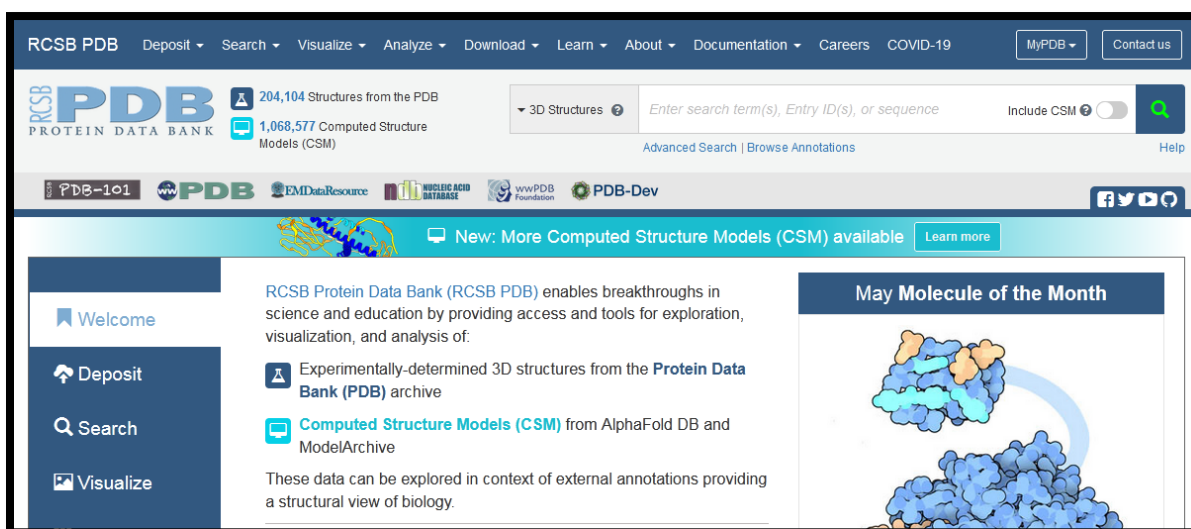 RCSB PDB Deposit Search Visualize Analyze Download Learn About Documentation Careers COVID-19 MyPDB Contact us
RCSB
PDB
PROTEIN DATA BANK
204,104 Structures from the PDB
1,068,577 Computed Structure
Models (CSM)
3D Structures ? Enter search term(s), Entry ID(s), or sequence Include CSM ?
Advanced Search | Browse Annotations Help
PDB-101 PDB EMDataResource NUCLEIC ACID DATABASE wwPDB Foundation PDB-Dev
New: More Computed Structure Models (CSM) available Learn more
Welcome
Deposit
Search
Visualize
RCSB Protein Data Bank (RCSB PDB) enables breakthroughs in
science and education by providing access and tools for exploration,
visualization, and analysis of:
Experimentally-determined 3D structures from the Protein Data
Bank (PDB) archive
Computed Structure Models (CSM) from AlphaFold DB and
ModelArchive
These data can be explored in context of external annotations providing
a structural view of biology.
May Molecule of the Month